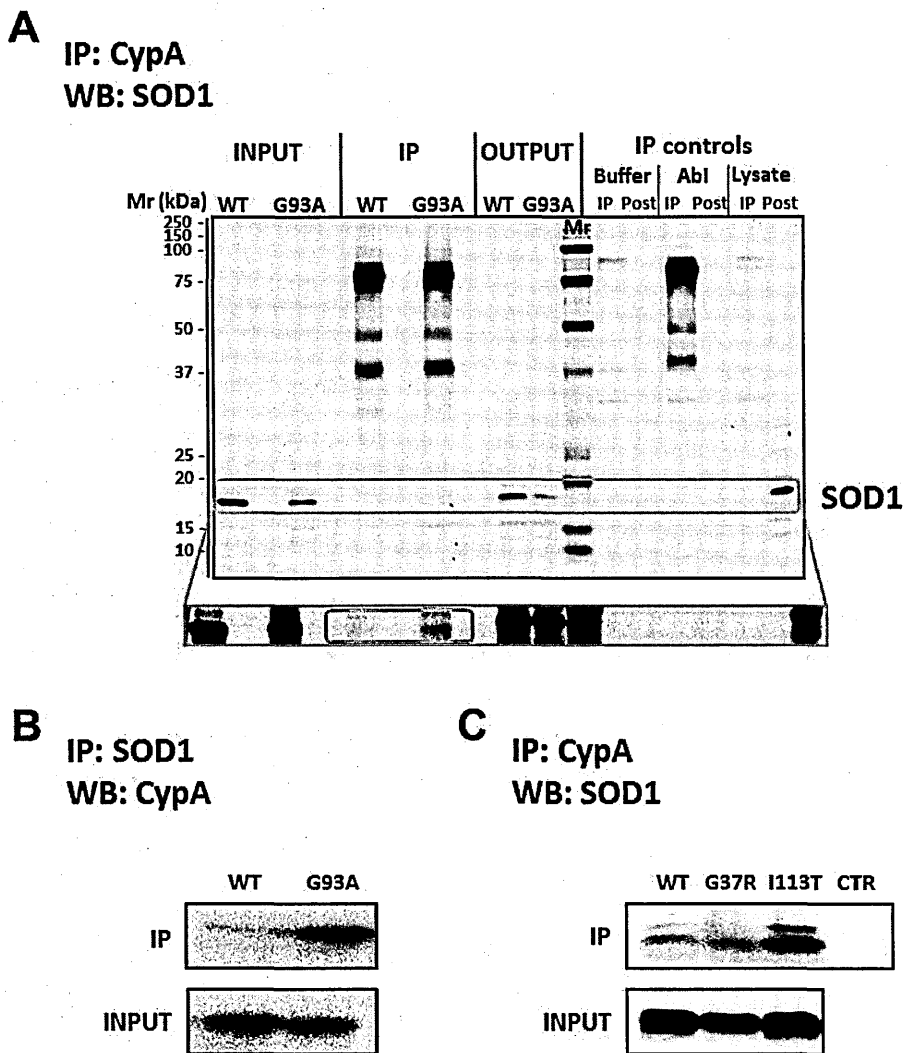 A
IP: CypA
WB: SOD1
INPUT IP OUTPUT IP controls
Buffer AbI Lysate
Mr (kDa) WT G93A WT G93A WT G93A IP Post IP Post IP Post
Mr
250 -
150 -
100 -
75 -
50 -
37 -
25 -
20 -
15 -
10 -
SOD1
B
IP: SOD1
WB: CypA
WT G93A
IP
INPUT
C
IP: CypA
WB: SOD1
WT G37R I113T CTR
IP
INPUT